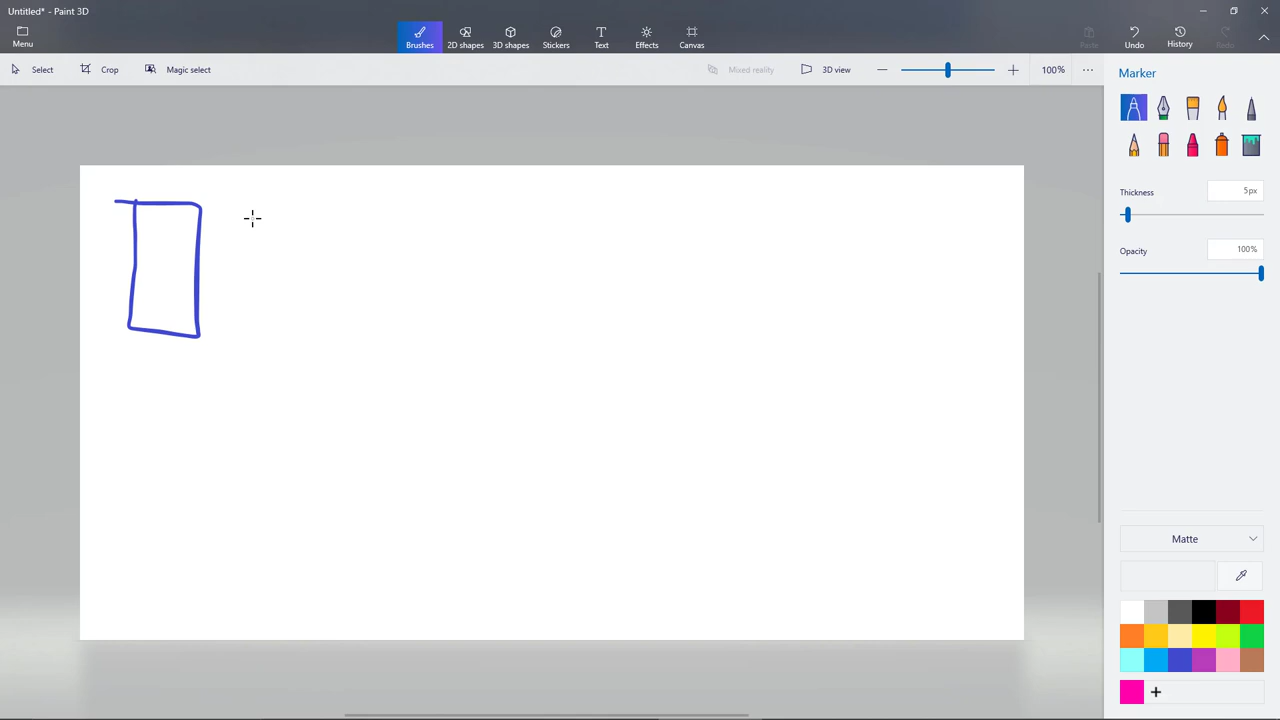 Untitled* - Paint 3D
Menu
Brushes 2D shapes 3D shapes Stickers Text Effects Canvas
Paste Undo History Redo
Select Crop Magic select
Mixed reality 3D view 100%
Marker
Thickness 5px
Opacity 100%
Matte